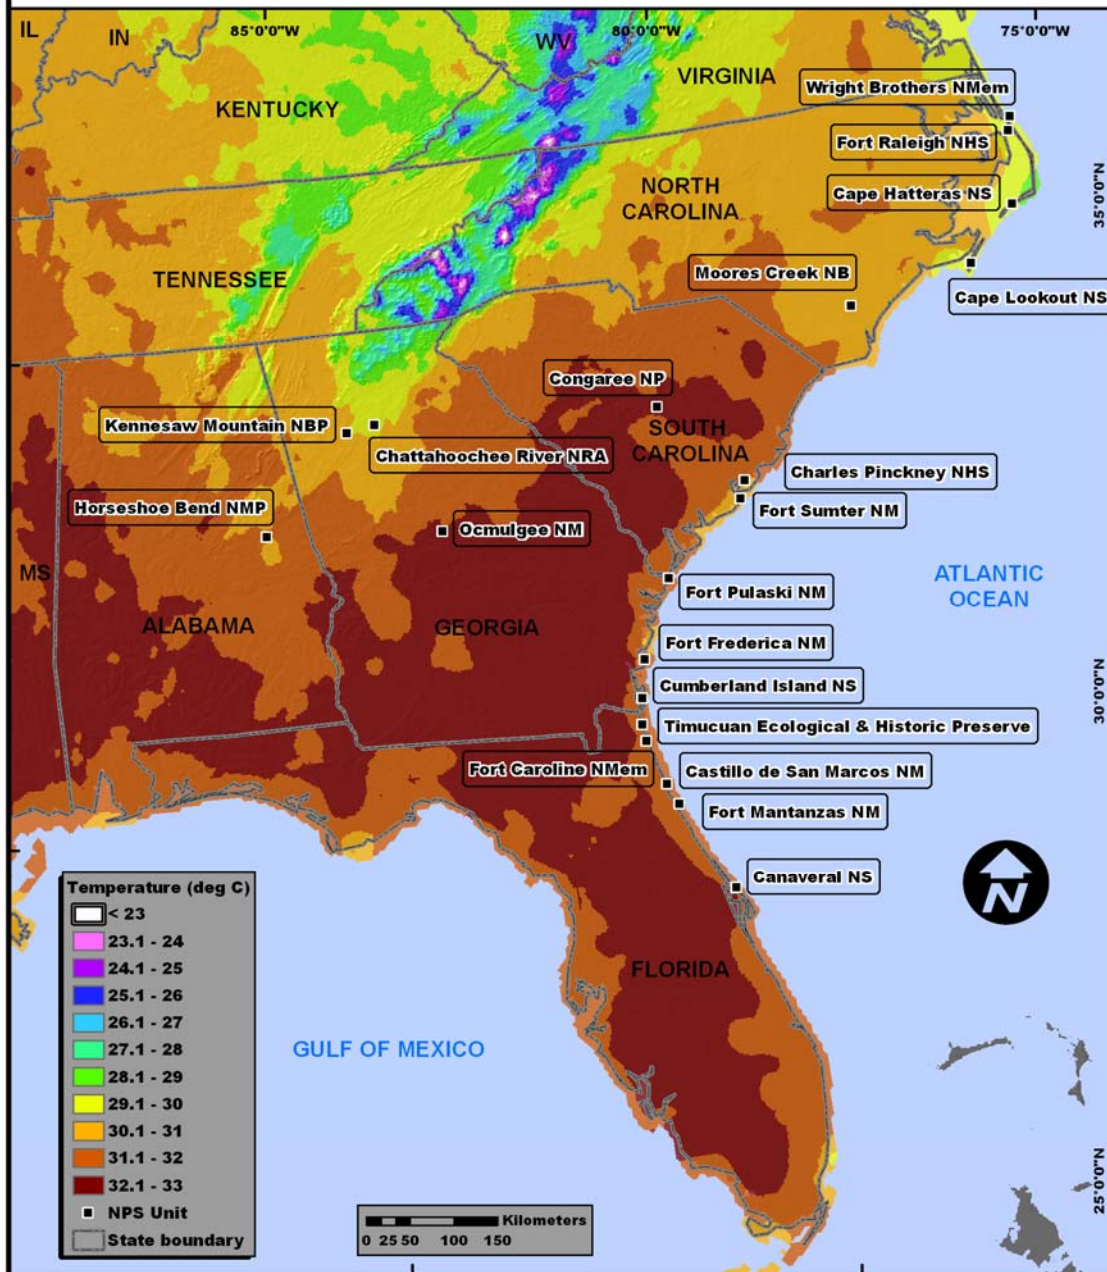 IL
IN
85°0'0"W
80°0'0"W
75°0'0"W
WV
VIRGINIA
KENTUCKY
Wright Brothers NMem
Fort Raleigh NHS
NORTH
CAROLINA
Cape Hatteras NS
35°0'0"N
TENNESSEE
Moores Creek NB
Cape Lookout NS
Congaree NP
Kennesaw Mountain NBP
SOUTH
CAROLINA
Chattahoochee River NRA
Charles Pinckney NHS
Horseshoe Bend NMP
Fort Sumter NM
Ocmulgee NM
MS
ATLANTIC
OCEAN
Fort Pulaski NM
ALABAMA
GEORGIA
Fort Frederica NM
30°0'0"N
Cumberland Island NS
Timucuan Ecological & Historic Preserve
Fort Caroline NMem
Castillo de San Marcos NM
Fort Mantanzas NM
Canaveral NS
N
FLORIDA
GULF OF MEXICO
25°0'0"N
Temperature (deg C)
< 23
23.1 - 24
24.1 - 25
25.1 - 26
26.1 - 27
27.1 - 28
28.1 - 29
29.1 - 30
30.1 - 31
31.1 - 32
32.1 - 33
NPS Unit
State boundary
Kilometers
0 25 50 100 150